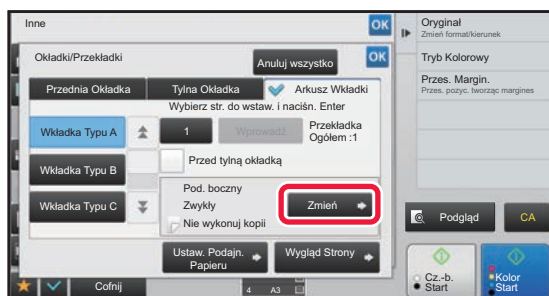 Inne
OK
Okładki/Przekładki
Anuluj wszystko
OK
Przednia Okładka
Tylna Okładka
Arkusz Wkładki
Wybierz str. do wstaw. i naciśn. Enter
Wkładka Typu A
1
Wprowadź
Przekładka
Ogółem :1
Wkładka Typu B
Przed tylną okładką
Wkładka Typu C
Pod. boczny
Zwykły
Nie wykonuj kopii
Zmień
Ustaw. Podajn.
Papieru
Wygląd Strony
Cofnij
4 A3
Oryginał
Zmień format/kierunek
Tryb Kolorowy
Przes. Margin.
Przes. pozyc. tworząc margines
Podgląd
CA
Cz.-b.
Start
Kolor
Start